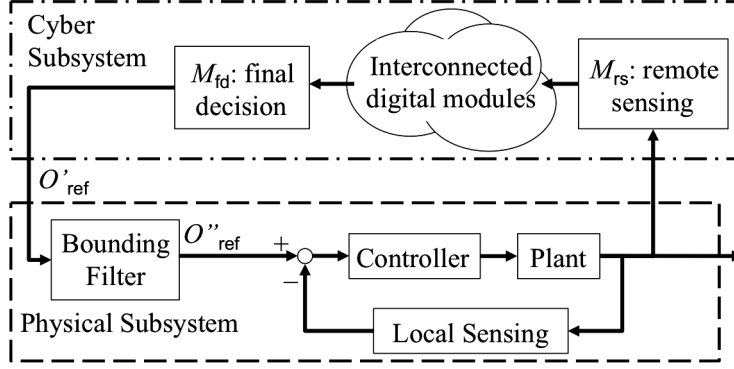 Cyber
Subsystem
M_fd: final
decision
Interconnected
digital modules
M_rs: remote
sensing
O'_ref
Bounding
Filter
O"_ref
+
−
Controller
Plant
Local Sensing
Physical Subsystem